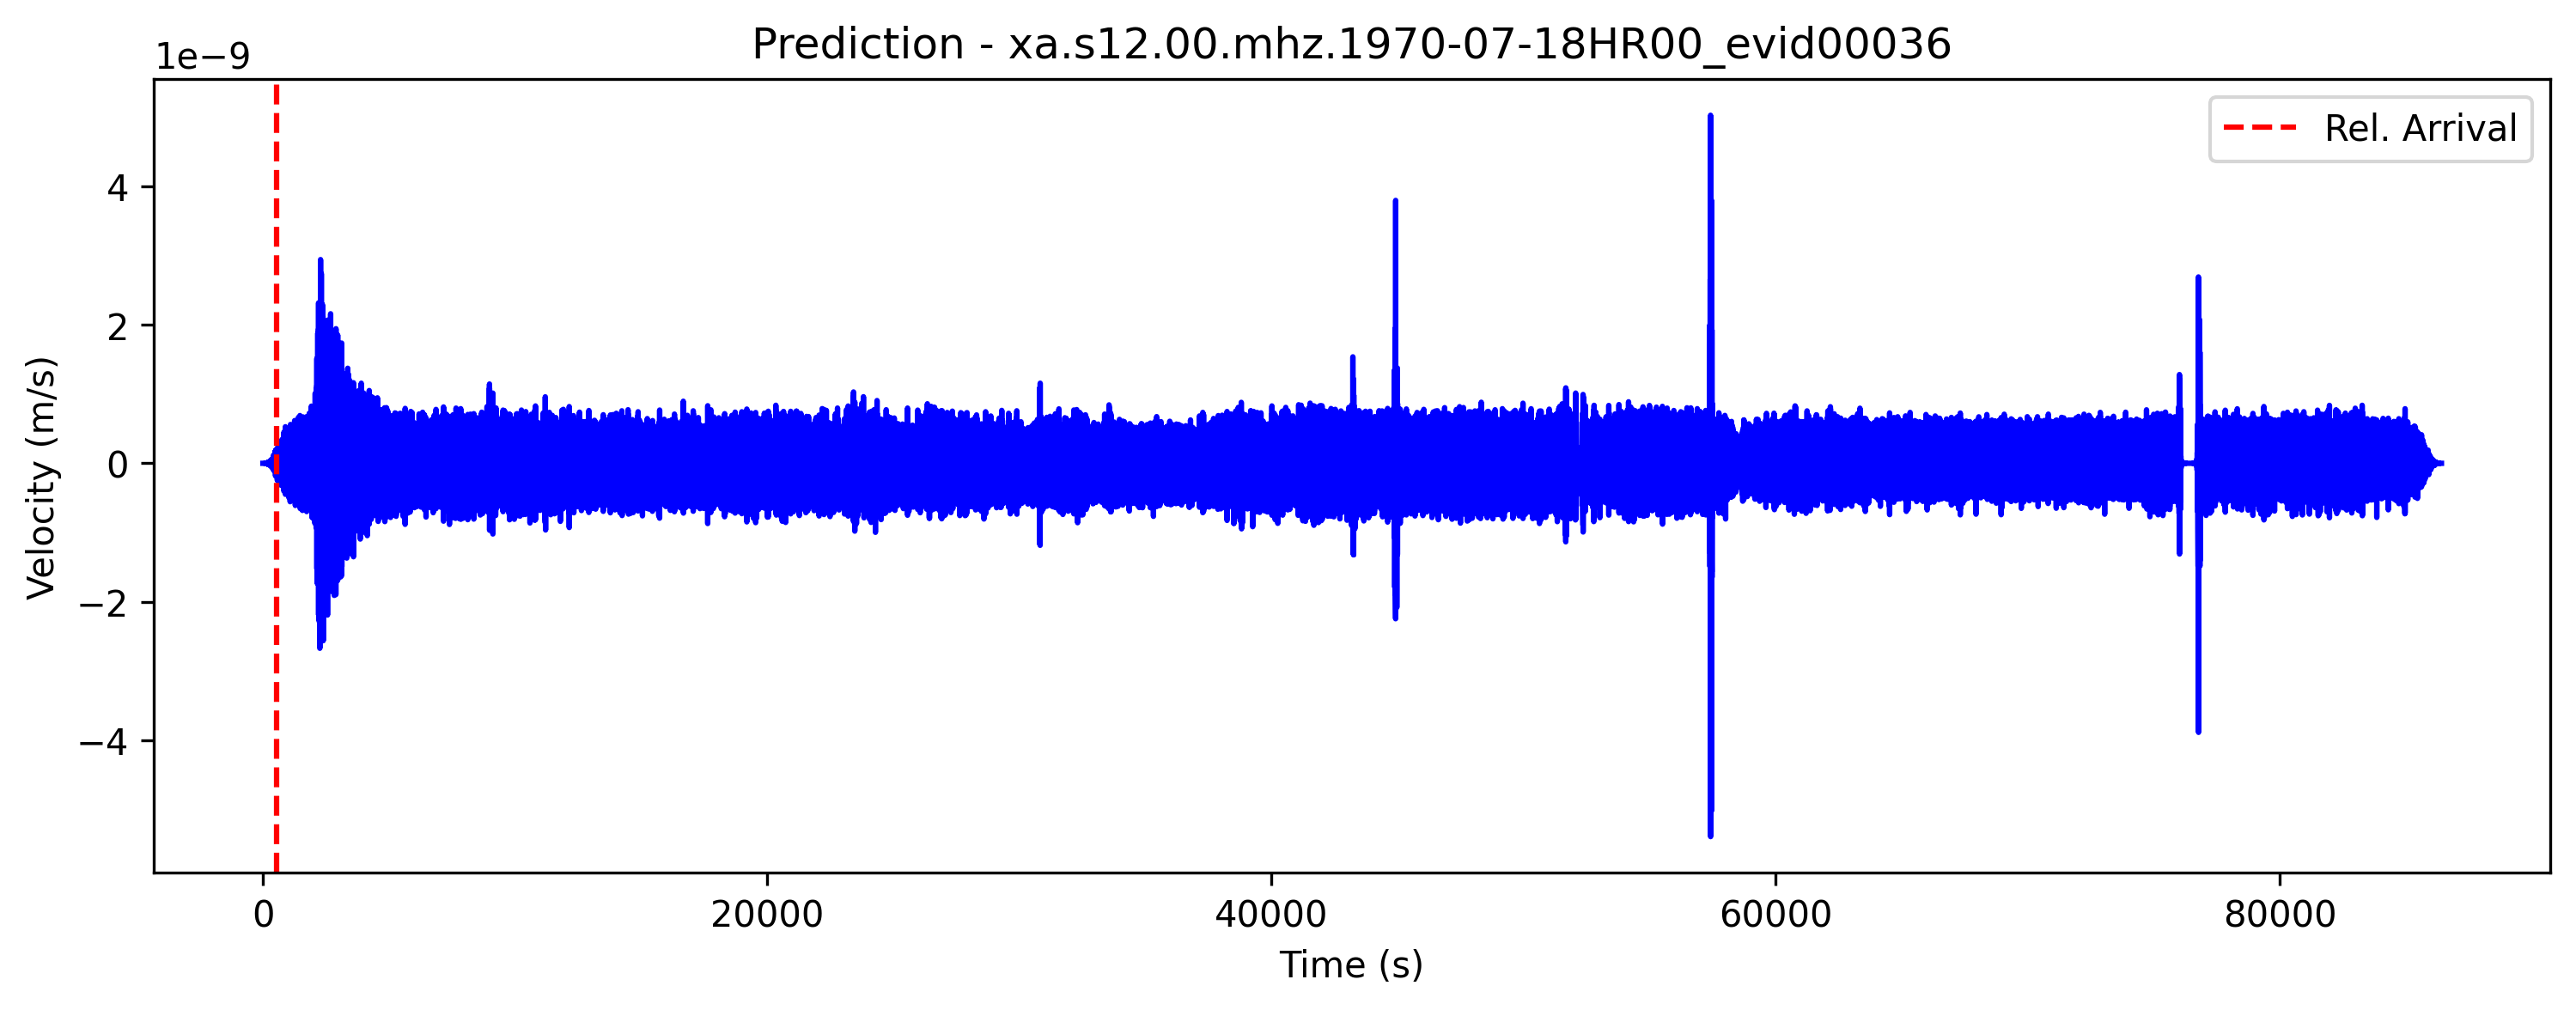 Prediction - xa.s12.00.mhz.1970-07-18HR00_evid00036
1e−9
Rel. Arrival
4
2
0
−2
−4
Velocity (m/s)
0 20000 40000 60000 80000
Time (s)